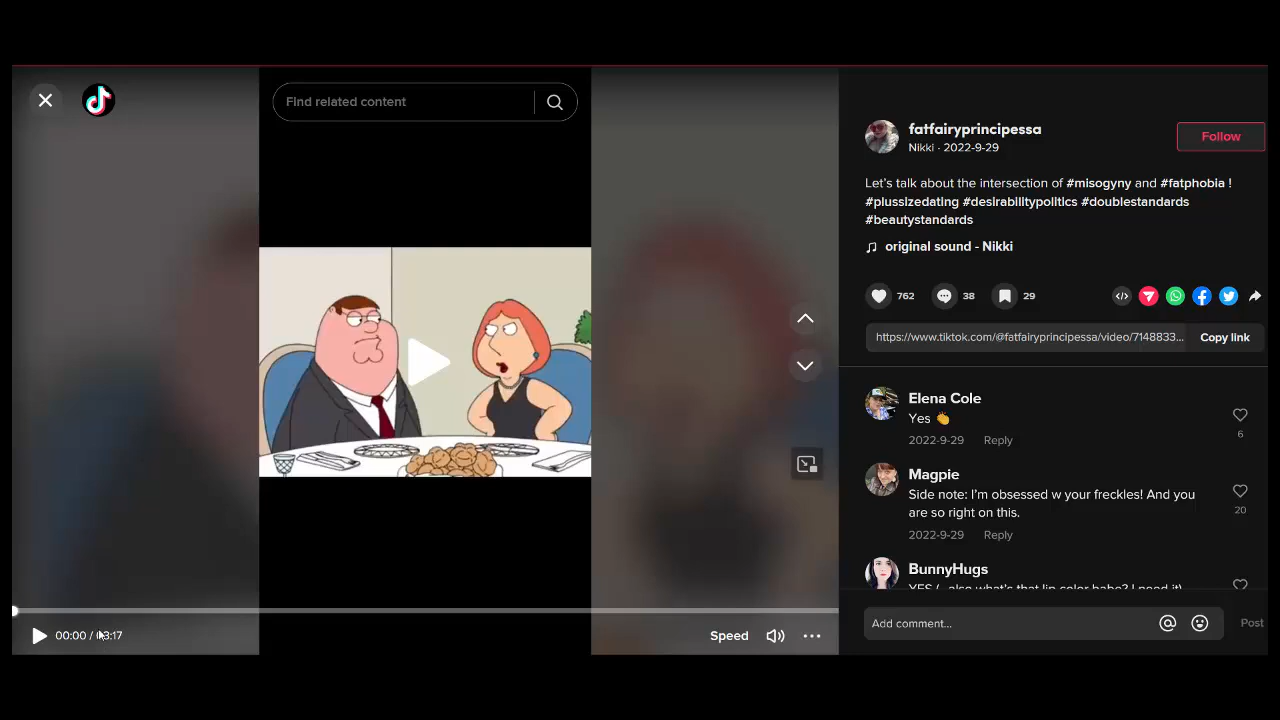 Find related content
fatfairyprincipessa
Nikki · 2022-9-29
Follow
Let's talk about the intersection of #misogyny and #fatphobia !
#plussizedating #desirabilitypolitics #doublestandards
#beautystandards
original sound - Nikki
762
38
29
https://www.tiktok.com/@fatfairyprincipessa/video/7148833...
Copy link
Elena Cole
Yes 👏
6
2022-9-29 Reply
Magpie
Side note: I'm obsessed w your freckles! And you
are so right on this.
20
2022-9-29 Reply
BunnyHugs
Add comment...
Post
00:00 / 03:17
Speed